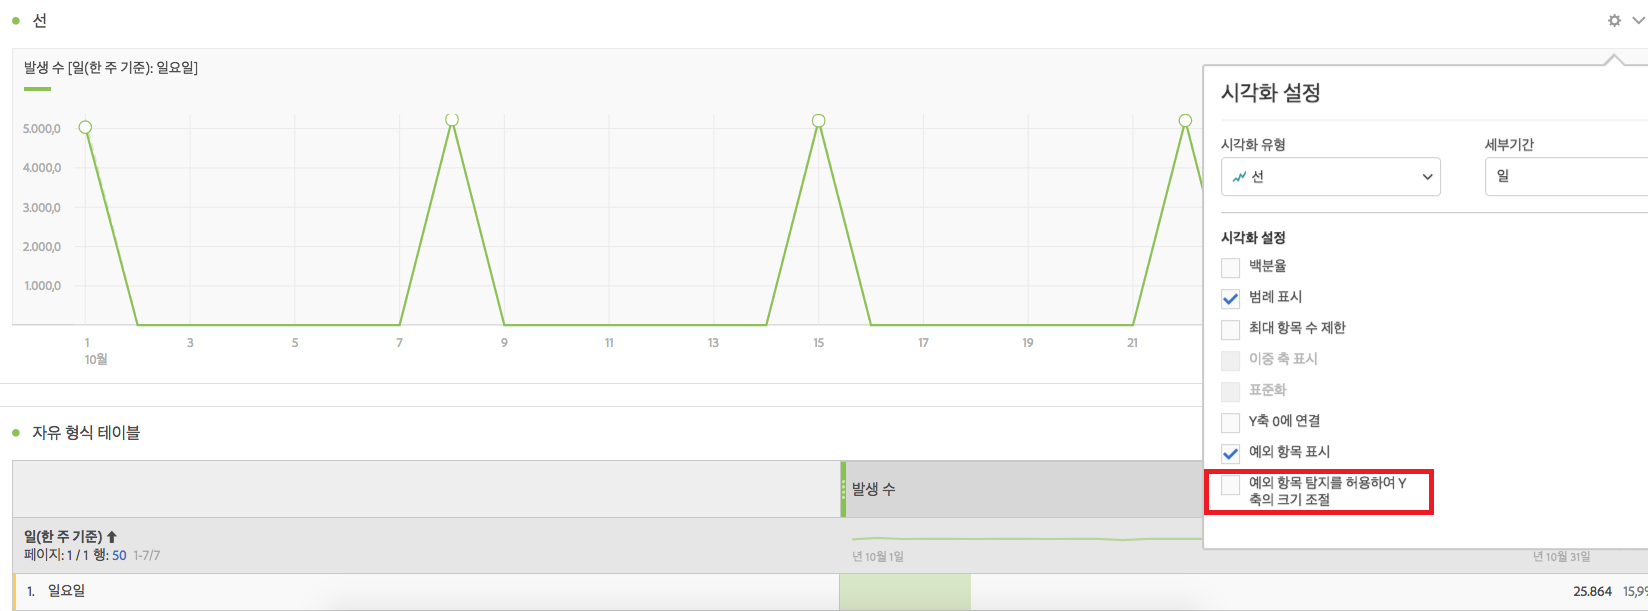 선
발생 수 [일(한 주 기준): 일요일]
5.000,0
4.000,0
3.000,0
2.000,0
1.000,0
1 3 5 7 9 11 13 15 17 19 21
10월
시각화 설정
시각화 유형 세부기간
선 일
시각화 설정
백분율
범례 표시
최대 항목 수 제한
이중 축 표시
표준화
Y축 0에 연결
예외 항목 표시
예외 항목 탐지를 허용하여 Y
축의 크기 조절
자유 형식 테이블
발생 수
일(한 주 기준)
페이지: 1 / 1 행: 50 1-7/7
년 10월 1일 년 10월 31일
1. 일요일 25.864